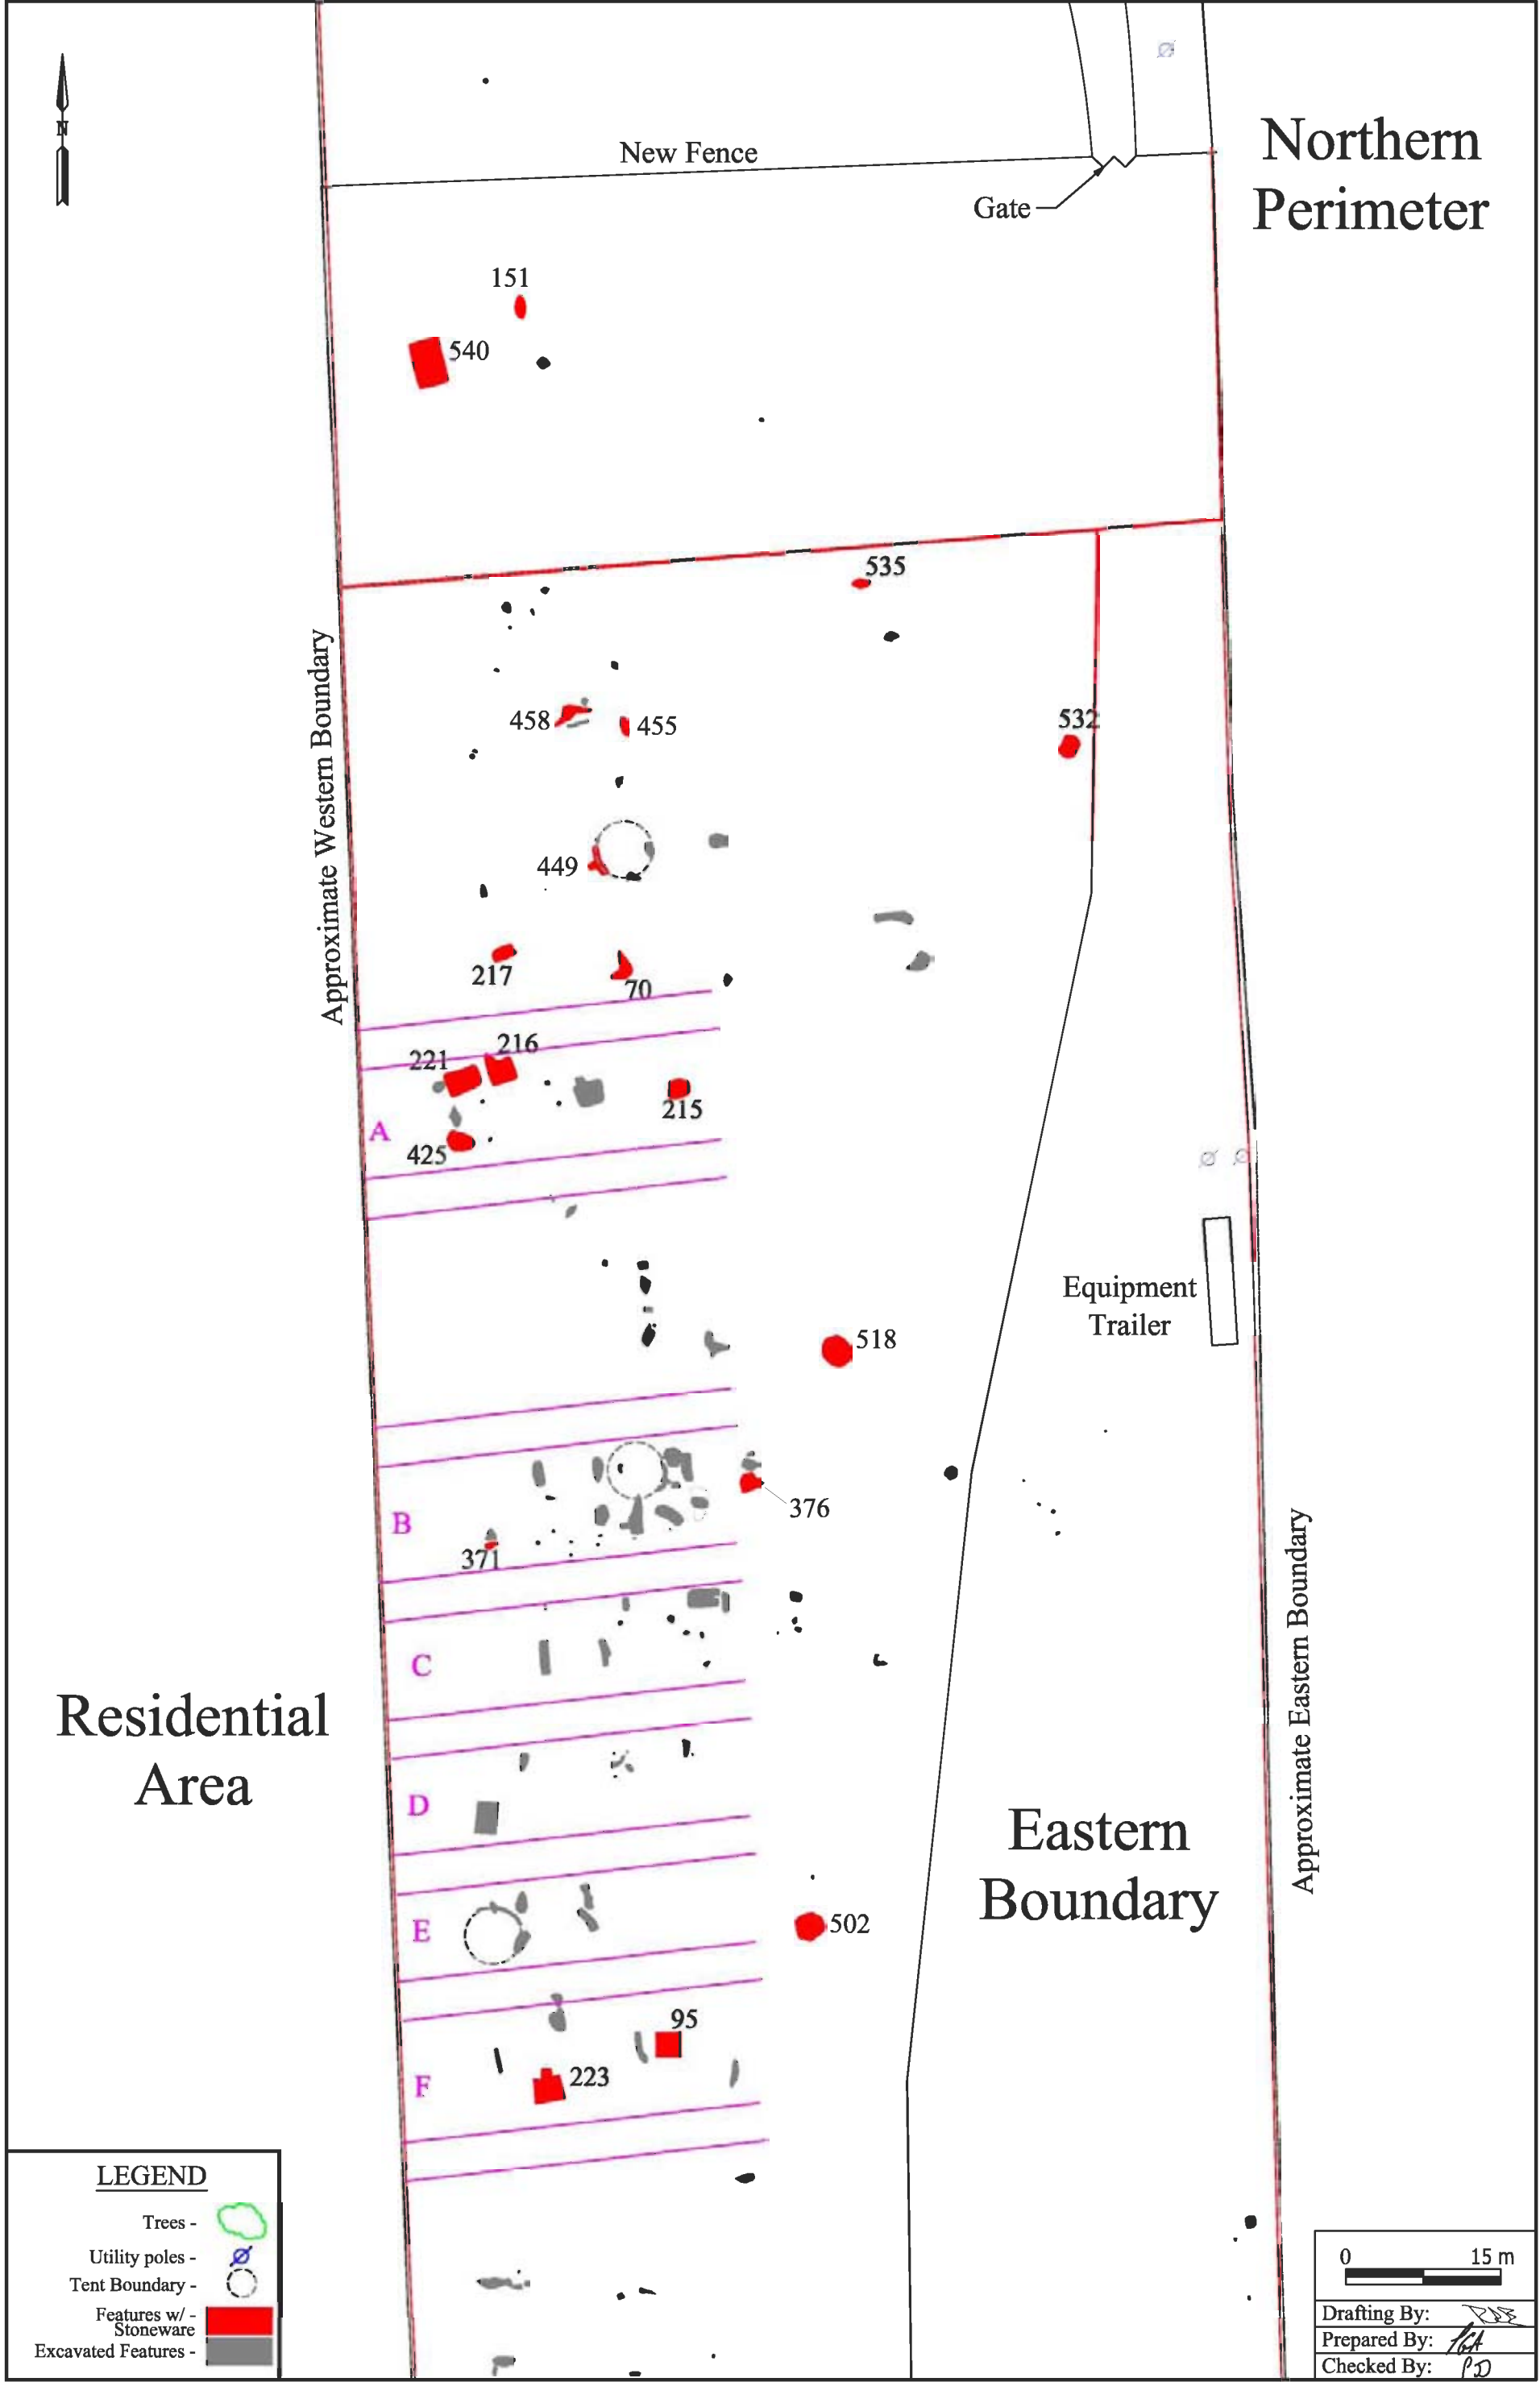 N
New Fence
Gate
Northern
Perimeter
151
540
535
458
455
532
Approximate Western Boundary
449
217
70
221
216
215
A
425
Equipment
Trailer
518
376
B
371
C
Residential
Area
D
Eastern
Boundary
Approximate Eastern Boundary
E
502
95
223
F
LEGEND
Trees -
Utility poles -
Tent Boundary -
Features w/ -
Stoneware
Excavated Features -
0 15 m
Drafting By:
Prepared By:
Checked By: PD